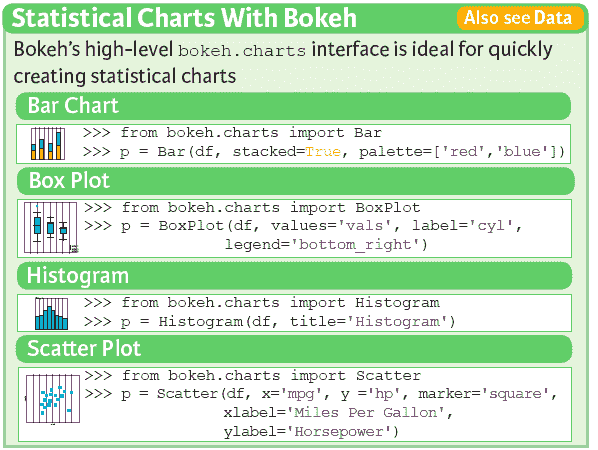 Statistical Charts With Bokeh
Also see Data
Bokeh's high-level bokeh.charts interface is ideal for quickly
creating statistical charts
Bar Chart
>>> from bokeh.charts import Bar
>>> p = Bar(df, stacked=True, palette=['red','blue'])
Box Plot
>>> from bokeh.charts import BoxPlot
>>> p = BoxPlot(df, values='vals', label='cyl',
legend='bottom_right')
Histogram
>>> from bokeh.charts import Histogram
>>> p = Histogram(df, title='Histogram')
Scatter Plot
>>> from bokeh.charts import Scatter
>>> p = Scatter(df, x='mpg', y ='hp', marker='square',
xlabel='Miles Per Gallon',
ylabel='Horsepower')